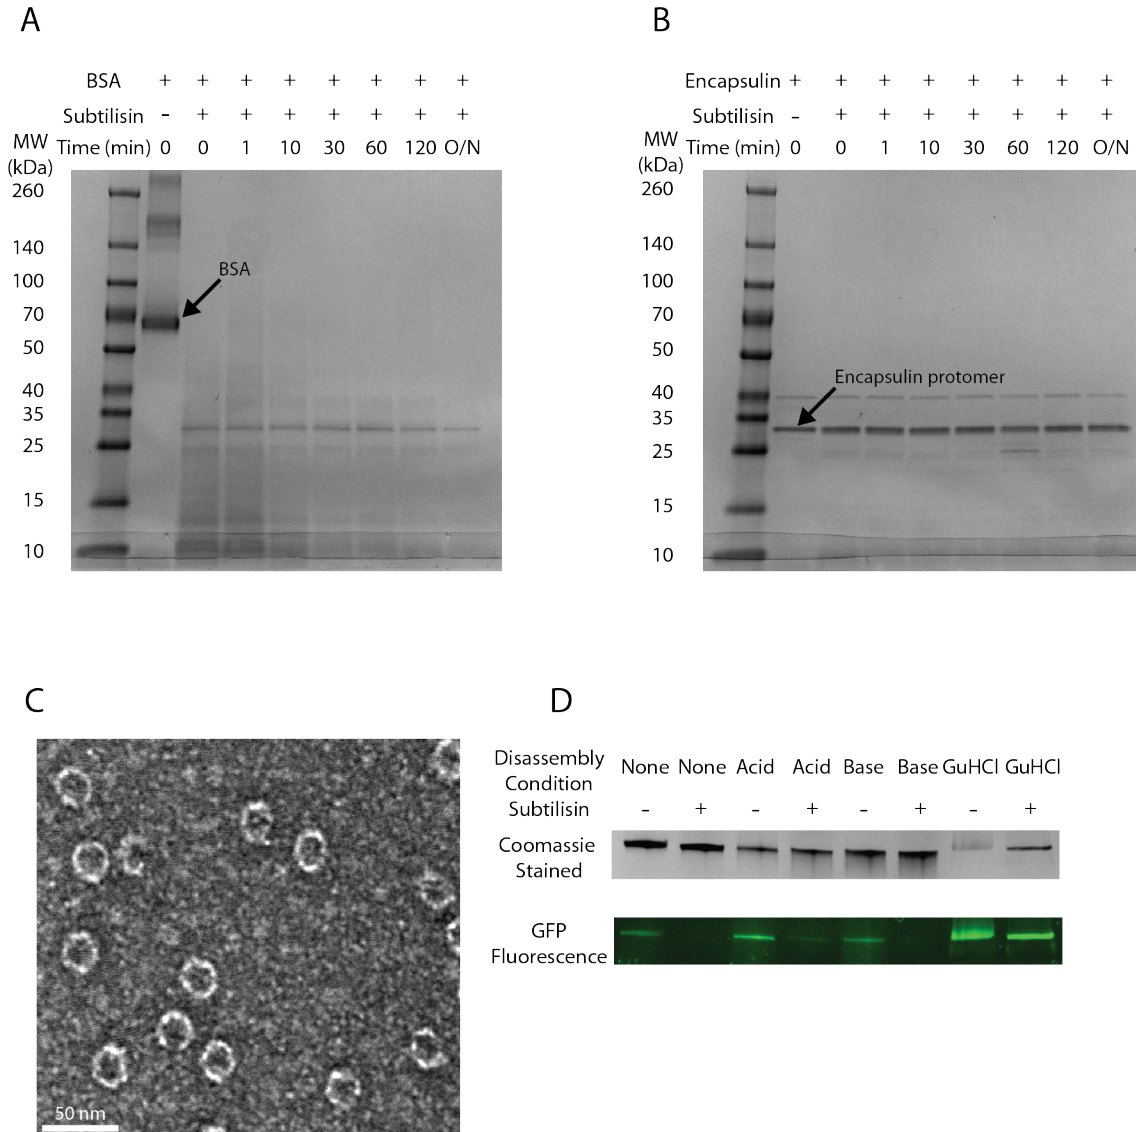 A
BSA + + + + + + + +
Subtilisin - + + + + + + +
MW
(kDa)
Time (min) 0 0 1 10 30 60 120 O/N
260
140
100
70
50
40
35
25
15
10
BSA
B
Encapsulin + + + + + + + +
Subtilisin - + + + + + + +
MW
(kDa)
Time (min) 0 0 1 10 30 60 120 O/N
260
140
100
70
50
40
35
25
15
10
Encapsulin protomer
C
50 nm
D
Disassembly
Condition
None None Acid Acid Base Base GuHCl GuHCl
Subtilisin - + - + - + - +
Coomassie
Stained
GFP
Fluorescence